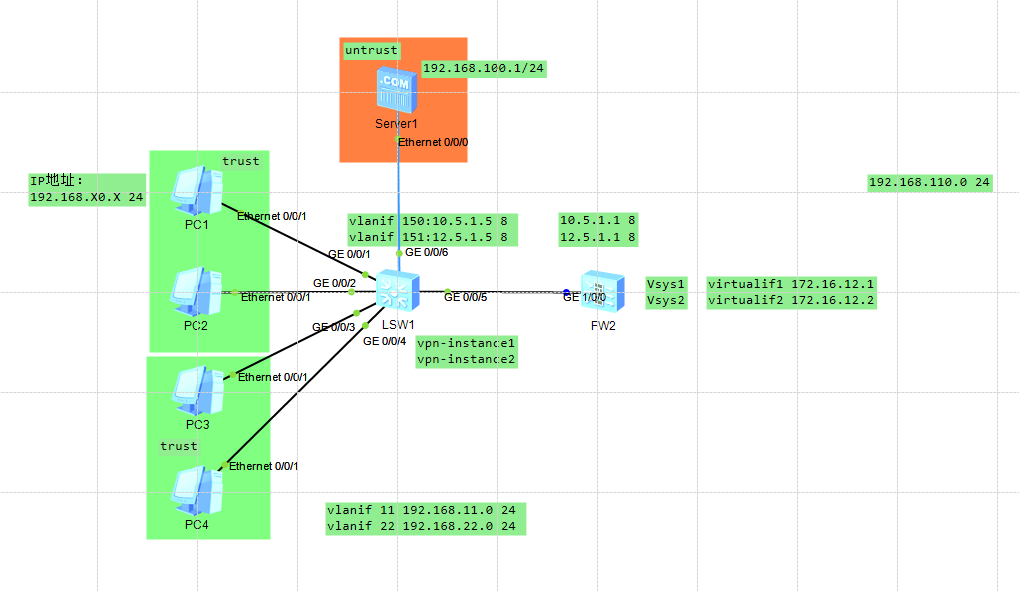 untrust
192.168.100.1/24
.COM
Server1
Ethernet 0/0/0
trust
IP地址:
192.168.X0.X 24
192.168.110.0 24
PC1
Ethernet 0/0/1
vlanif 150:10.5.1.5 8
vlanif 151:12.5.1.5 8
10.5.1.1 8
12.5.1.1 8
GE 0/0/1
GE 0/0/6
GE 0/0/2
Ethernet 0/0/1
PC2
GE 0/0/3
LSW1
GE 0/0/5
GE 1/0/0
FW2
Vsys1
Vsys2
virtualif1 172.16.12.1
virtualif2 172.16.12.2
GE 0/0/4
vpn-instance1
vpn-instance2
Ethernet 0/0/1
PC3
trust
Ethernet 0/0/1
PC4
vlanif 11 192.168.11.0 24
vlanif 22 192.168.22.0 24